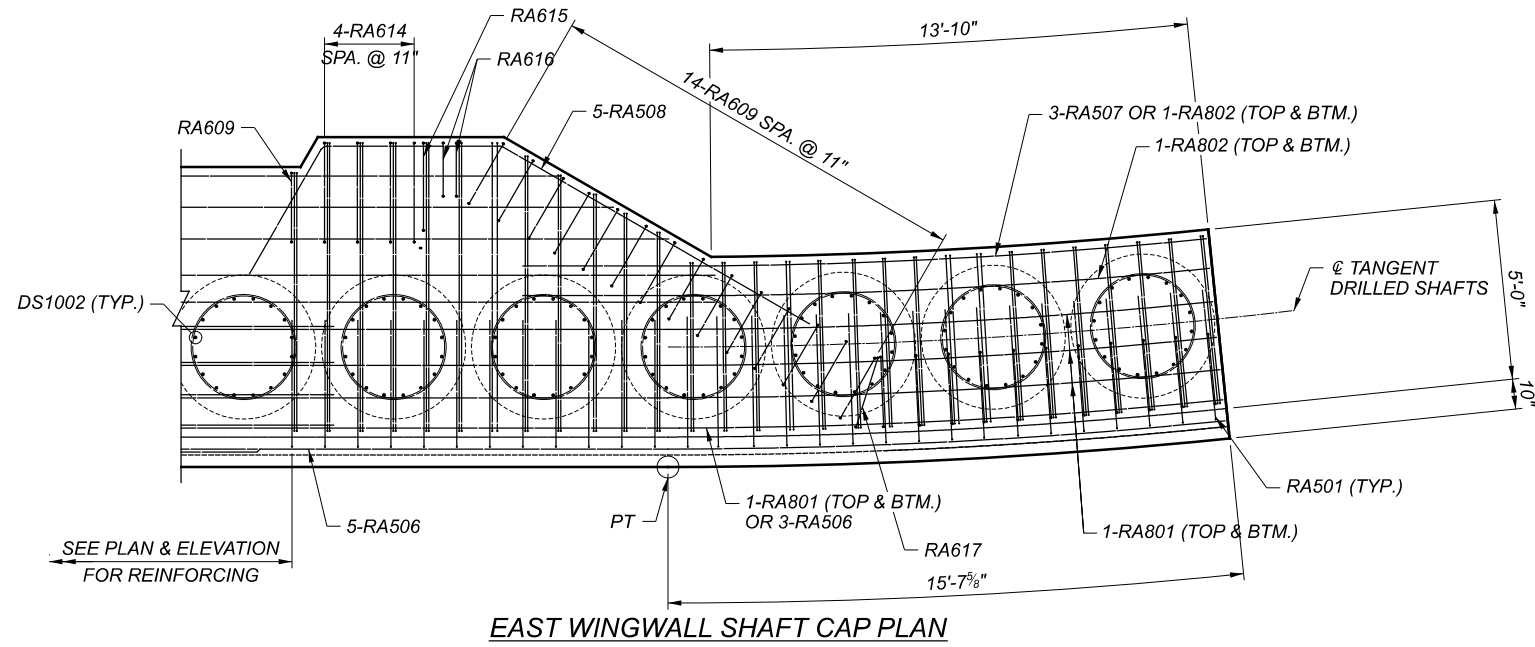 RA615
4-RA614
SPA. @ 11"
RA616
13'-10"
14-RA609 SPA. @ 11"
5-RA508
3-RA507 OR 1-RA802 (TOP & BTM.)
RA609
1-RA802 (TOP & BTM.)
℄ TANGENT
DRILLED SHAFTS
5'-0"
DS1002 (TYP.)
10"
RA501 (TYP.)
1-RA801 (TOP & BTM.)
OR 3-RA506
PT
5-RA506
1-RA801 (TOP & BTM.)
RA617
SEE PLAN & ELEVATION
FOR REINFORCING
15'-7⅝"
EAST WINGWALL SHAFT CAP PLAN